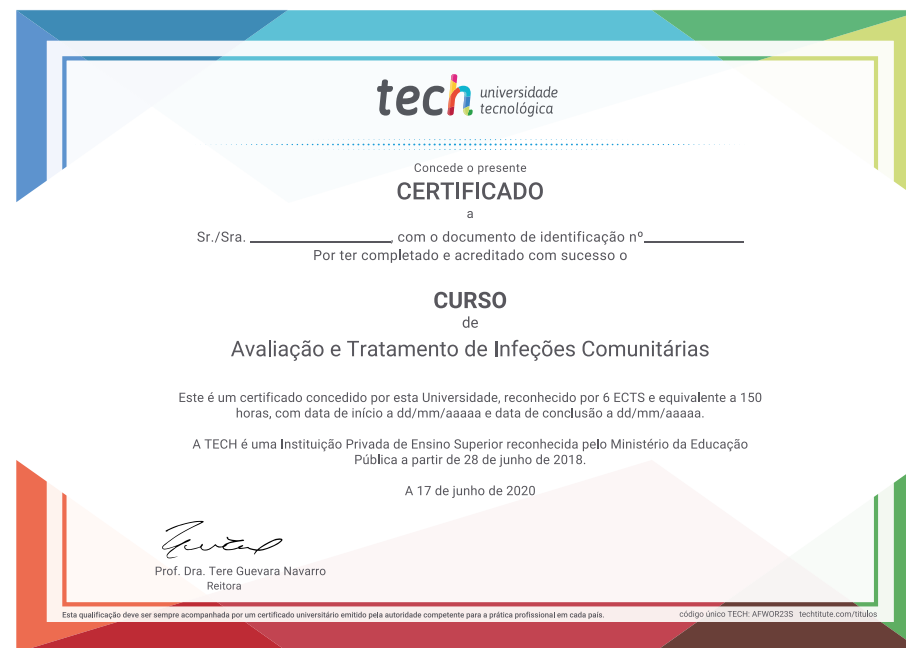 tech universidade
tecnológica
Concede o presente
CERTIFICADO
a
Sr./Sra. ____________________, com o documento de identificação nº______________
Por ter completado e acreditado com sucesso o
CURSO
de
Avaliação e Tratamento de Infeções Comunitárias
Este é um certificado concedido por esta Universidade, reconhecido por 6 ECTS e equivalente a 150
horas, com data de início a dd/mm/aaaaa e data de conclusão a dd/mm/aaaaa.
A TECH é uma Instituição Privada de Ensino Superior reconhecida pelo Ministério da Educação
Pública a partir de 28 de junho de 2018.
A 17 de junho de 2020
Prof. Dra. Tere Guevara Navarro
Reitora
Esta qualificação deve ser sempre acompanhada por um certificado universitário emitido pela autoridade competente para a prática profissional em cada país.
código único TECH: AFWOR23S techtitute.com/titulos